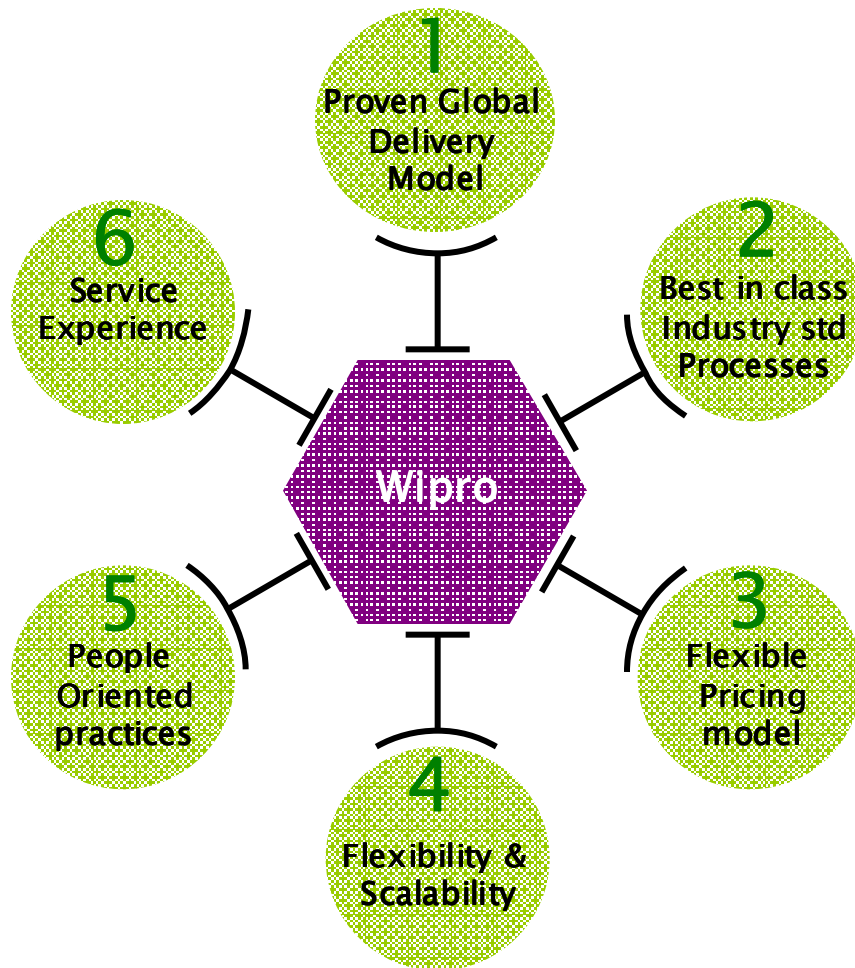 1
Proven Global
Delivery
Model
2
Best in class
Industry std
Processes
3
Flexible
Pricing
model
4
Flexibility &
Scalability
5
People
Oriented
practices
6
Service
Experience
Wipro